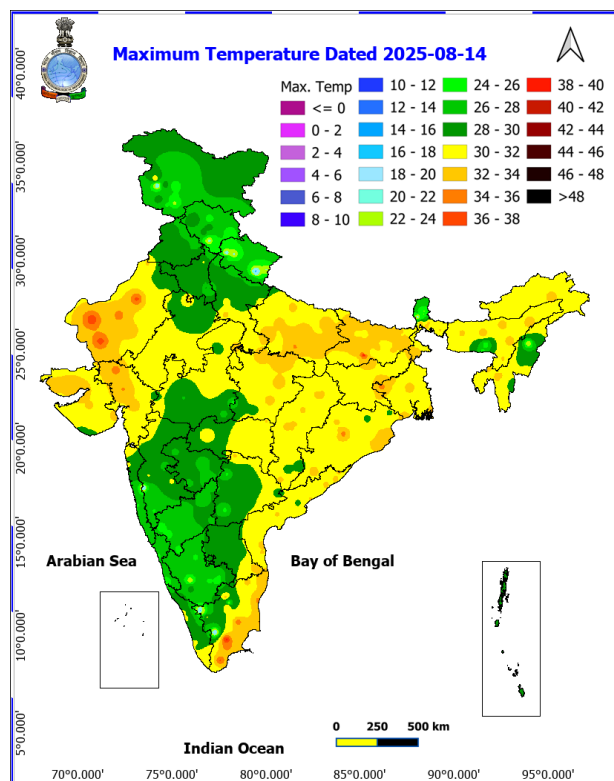 Maximum Temperature Dated 2025-08-14
Max. Temp
<= 0
0 - 2
2 - 4
4 - 6
6 - 8
8 - 10
10 - 12
12 - 14
14 - 16
16 - 18
18 - 20
20 - 22
22 - 24
24 - 26
26 - 28
28 - 30
30 - 32
32 - 34
34 - 36
36 - 38
38 - 40
40 - 42
42 - 44
44 - 46
46 - 48
>48
40°0.000'
35°0.000'
30°0.000'
25°0.000'
20°0.000'
15°0.000'
10°0.000'
5°0.000'
Arabian Sea
Bay of Bengal
0 250 500 km
Indian Ocean
70°0.000' 75°0.000' 80°0.000' 85°0.000' 90°0.000' 95°0.000'